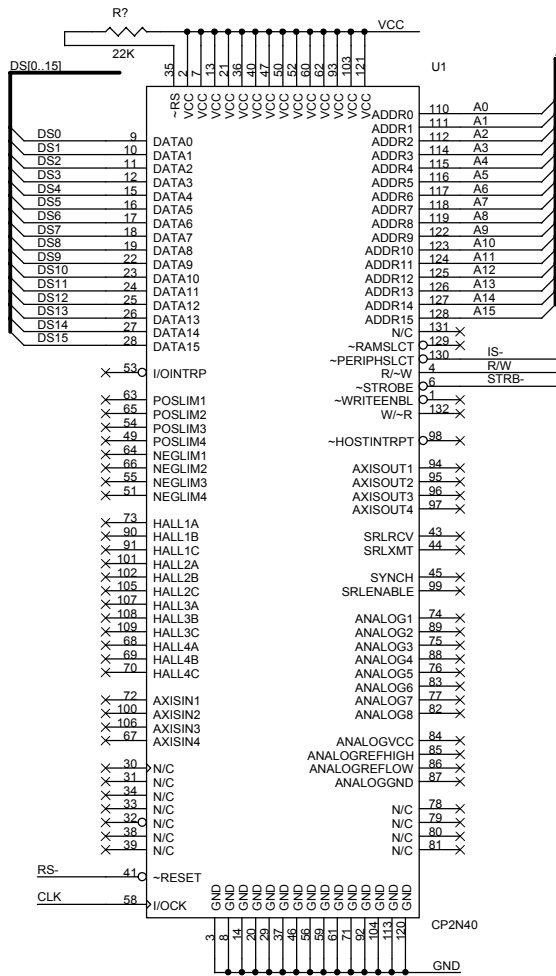 R?
22K
VCC
U1
DS[0..15]
35 2 7 13 21 36 40 47 50 52 60 62 93 103 121
~RS VCC VCC VCC VCC VCC VCC VCC VCC VCC VCC VCC VCC VCC VCC
DS0 9 DATA0
DS1 10 DATA1
DS2 11 DATA2
DS3 12 DATA3
DS4 15 DATA4
DS5 16 DATA5
DS6 17 DATA6
DS7 18 DATA7
DS8 19 DATA8
DS9 22 DATA9
DS10 23 DATA10
DS11 24 DATA11
DS12 25 DATA12
DS13 26 DATA13
DS14 27 DATA14
DS15 28 DATA15
53 I/OINTRP
63 POSLIM1
65 POSLIM2
54 POSLIM3
49 POSLIM4
64 NEGLIM1
66 NEGLIM2
55 NEGLIM3
51 NEGLIM4
73 HALL1A
90 HALL1B
91 HALL1C
101 HALL2A
102 HALL2B
105 HALL2C
107 HALL3A
108 HALL3B
109 HALL3C
68 HALL4A
69 HALL4B
70 HALL4C
72 AXISIN1
100 AXISIN2
106 AXISIN3
67 AXISIN4
30 N/C
31 N/C
34 N/C
33 N/C
32 N/C
38 N/C
39 N/C
RS- 41 ~RESET
CLK 58 I/OCK
ADDR0 110 A0
ADDR1 111 A1
ADDR2 112 A2
ADDR3 114 A3
ADDR4 115 A4
ADDR5 116 A5
ADDR6 117 A6
ADDR7 118 A7
ADDR8 119 A8
ADDR9 122 A9
ADDR10 123 A10
ADDR11 124 A11
ADDR12 125 A12
ADDR13 126 A13
ADDR14 127 A14
ADDR15 128 A15
N/C 131
~RAMSLCT 129
~PERIPHSLCT 130 IS-
R/~W 4 R/W
~STROBE 6 STRB-
~WRITEENBL 1
W/~R 132
~HOSTINTRPT 98
AXISOUT1 94
AXISOUT2 95
AXISOUT3 96
AXISOUT4 97
SRLRCV 43
SRLXMT 44
SYNCH 45
SRLENABLE 99
ANALOG1 74
ANALOG2 89
ANALOG3 75
ANALOG4 88
ANALOG5 76
ANALOG6 83
ANALOG7 77
ANALOG8 82
ANALOGVCC 84
ANALOGREFHIGH 85
ANALOGREFLOW 86
ANALOGGND 87
N/C 78
N/C 79
N/C 80
N/C 81
GND GND GND GND GND GND GND GND GND GND GND GND GND GND GND
3 8 14 20 29 37 46 56 59 61 71 92 104 113 120
CP2N40
GND